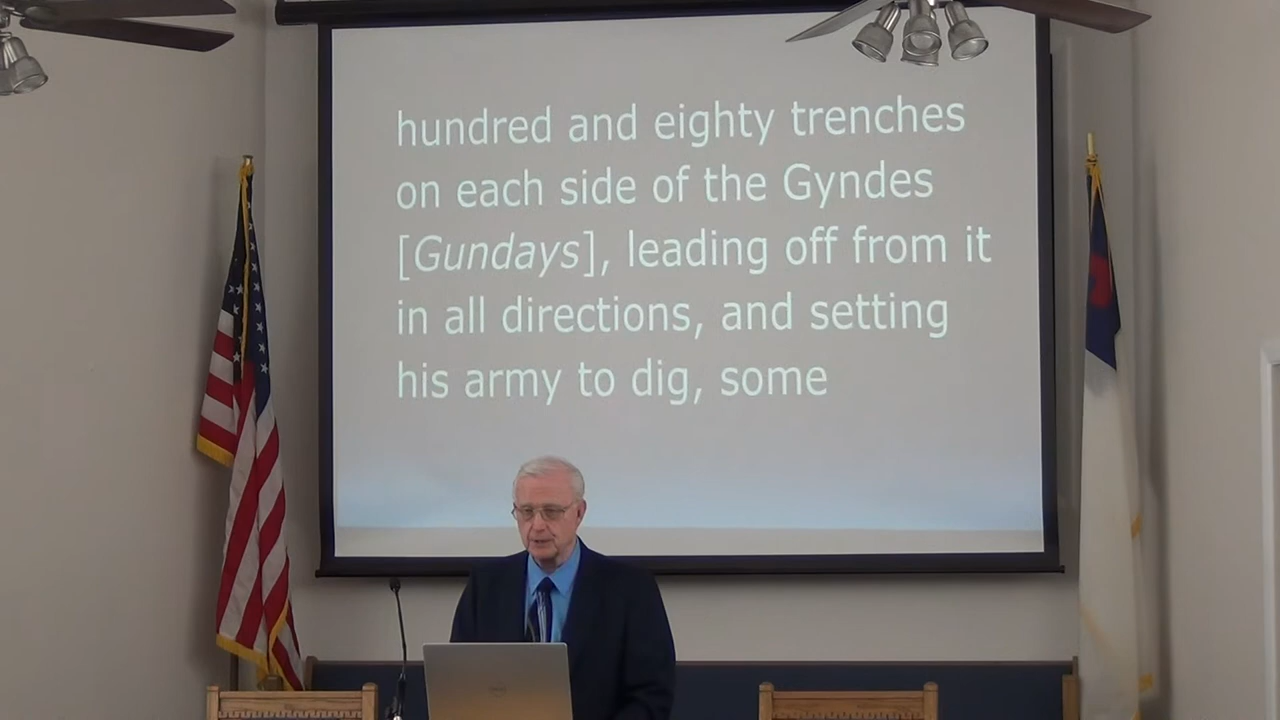 hundred and eighty trenches
on each side of the Gyndes
[Gundays], leading off from it
in all directions, and setting
his army to dig, some